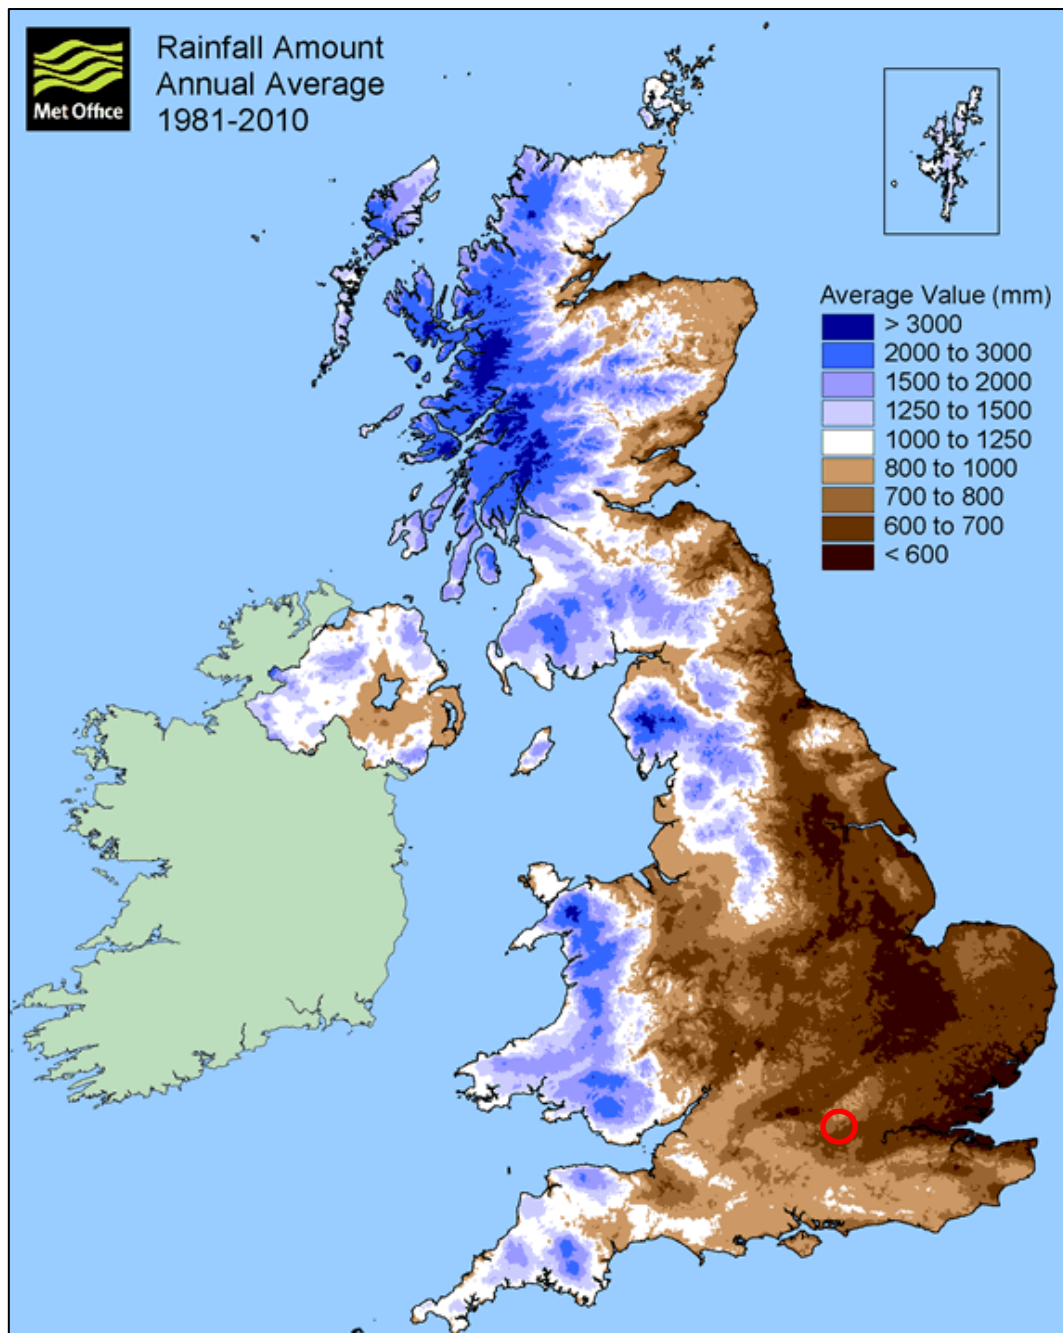 Met Office
Rainfall Amount
Annual Average
1981-2010
Average Value (mm)
> 3000
2000 to 3000
1500 to 2000
1250 to 1500
1000 to 1250
800 to 1000
700 to 800
600 to 700
< 600